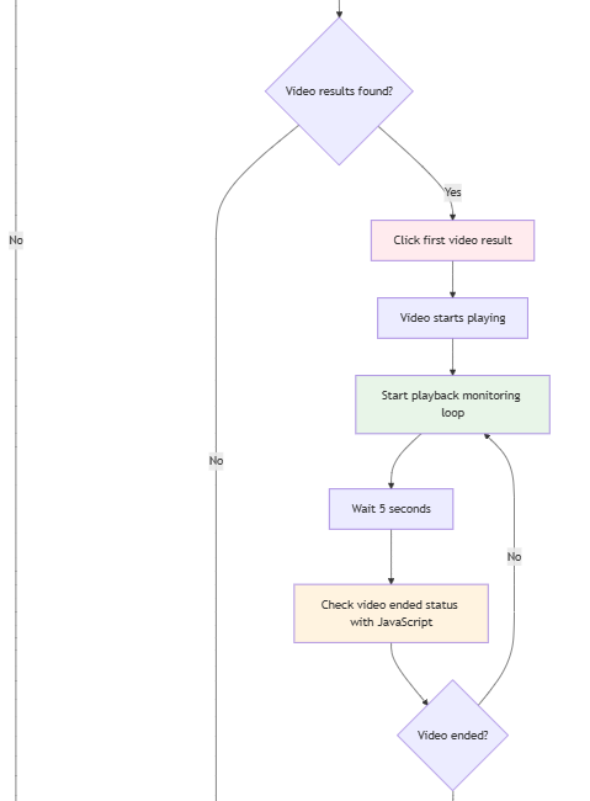 Video results found?
Yes
No
Click first video result
Video starts playing
Start playback monitoring
loop
No
Wait 5 seconds
No
Check video ended status
with JavaScript
Video ended?